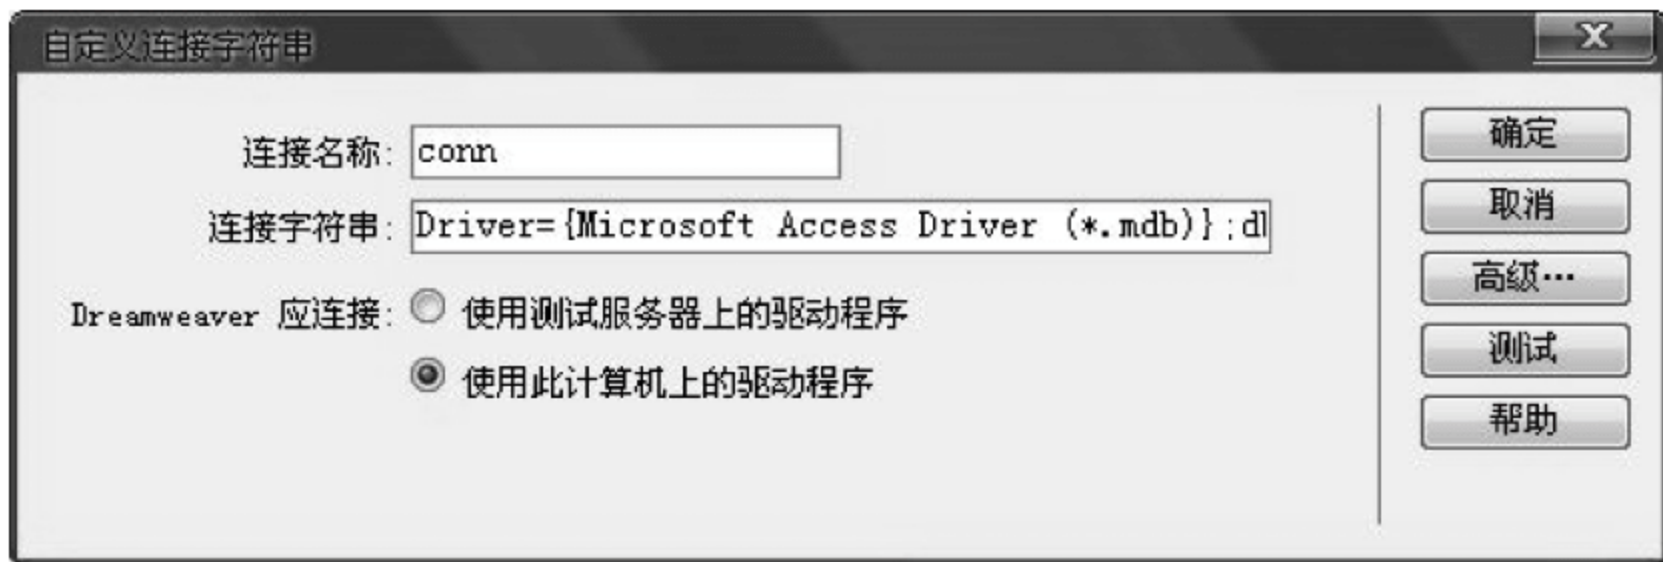 自定义连接字符串
连接名称: conn
连接字符串: Driver={Microsoft Access Driver (*.mdb)};d
Dreamweaver 应连接: 使用测试服务器上的驱动程序
使用此计算机上的驱动程序
确定
取消
高级…
测试
帮助